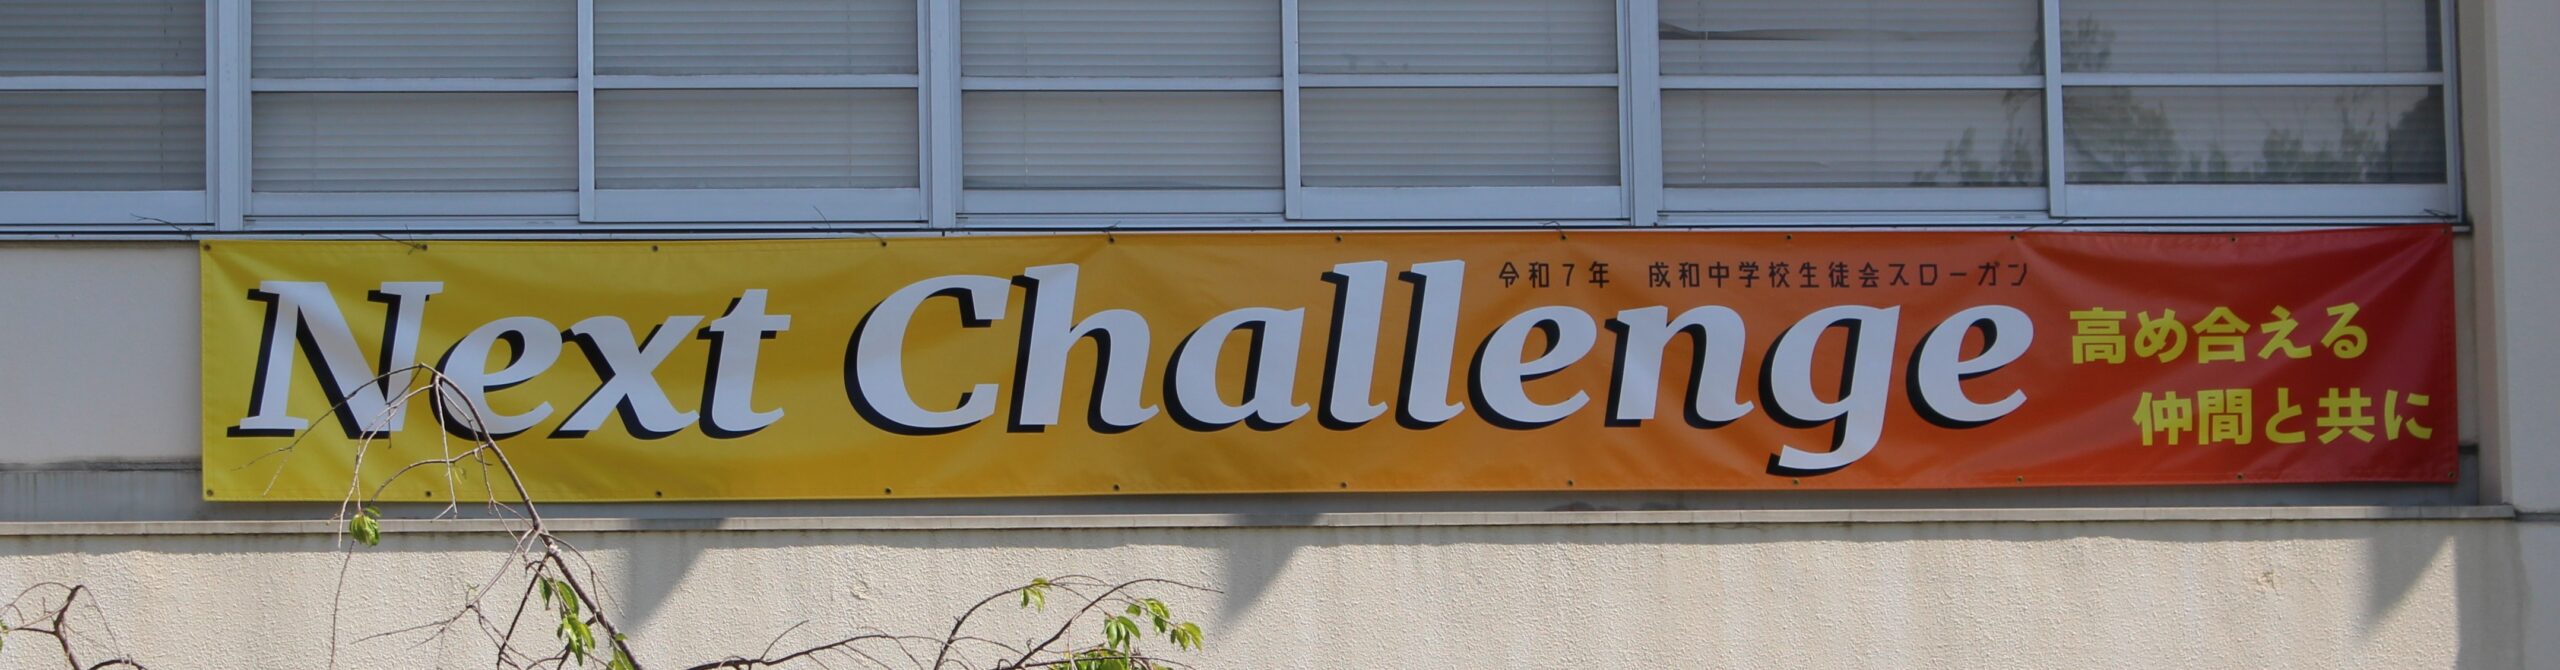 Next Challenge
令和7年　成和中学校生徒会スローガン
高め合える
仲間と共に